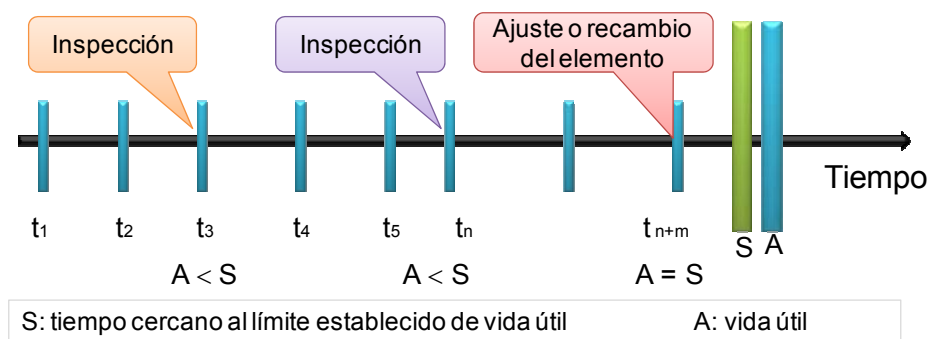 Inspección
Inspección
Ajuste o recambio
del elemento
Tiempo
t1 t2 t3 t4 t5 tn t n+m
S A
A < S A < S A = S
S: tiempo cercano al límite establecido de vida útil A: vida útil